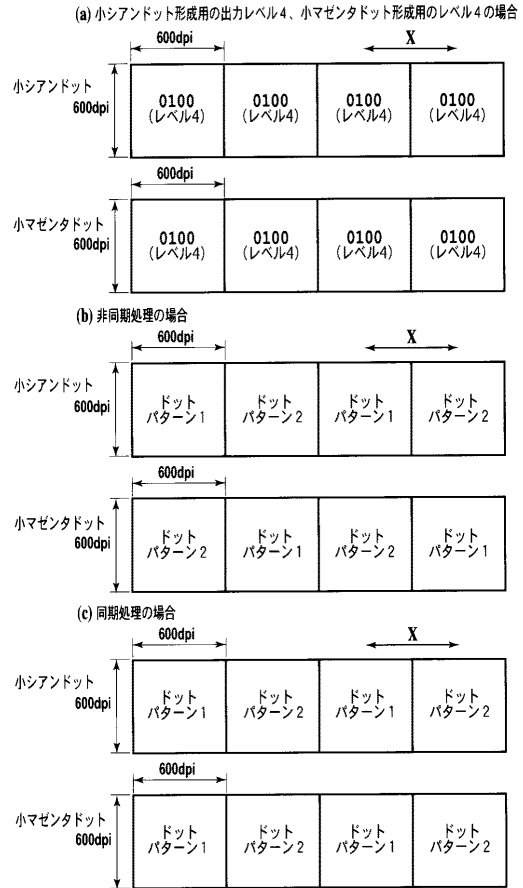 (a) 小シアンドット形成用の出力レベル4、小マゼンタドット形成用のレベル4の場合
600dpi
X
小シアンドット
600dpi
0100
(レベル4)
0100
(レベル4)
0100
(レベル4)
0100
(レベル4)
600dpi
小マゼンタドット
600dpi
0100
(レベル4)
0100
(レベル4)
0100
(レベル4)
0100
(レベル4)
(b) 非同期処理の場合
600dpi
X
小シアンドット
600dpi
ドット
パターン1
ドット
パターン2
ドット
パターン1
ドット
パターン2
600dpi
小マゼンタドット
600dpi
ドット
パターン2
ドット
パターン1
ドット
パターン2
ドット
パターン1
(c) 同期処理の場合
600dpi
X
小シアンドット
600dpi
ドット
パターン1
ドット
パターン2
ドット
パターン1
ドット
パターン2
600dpi
小マゼンタドット
600dpi
ドット
パターン1
ドット
パターン2
ドット
パターン1
ドット
パターン2